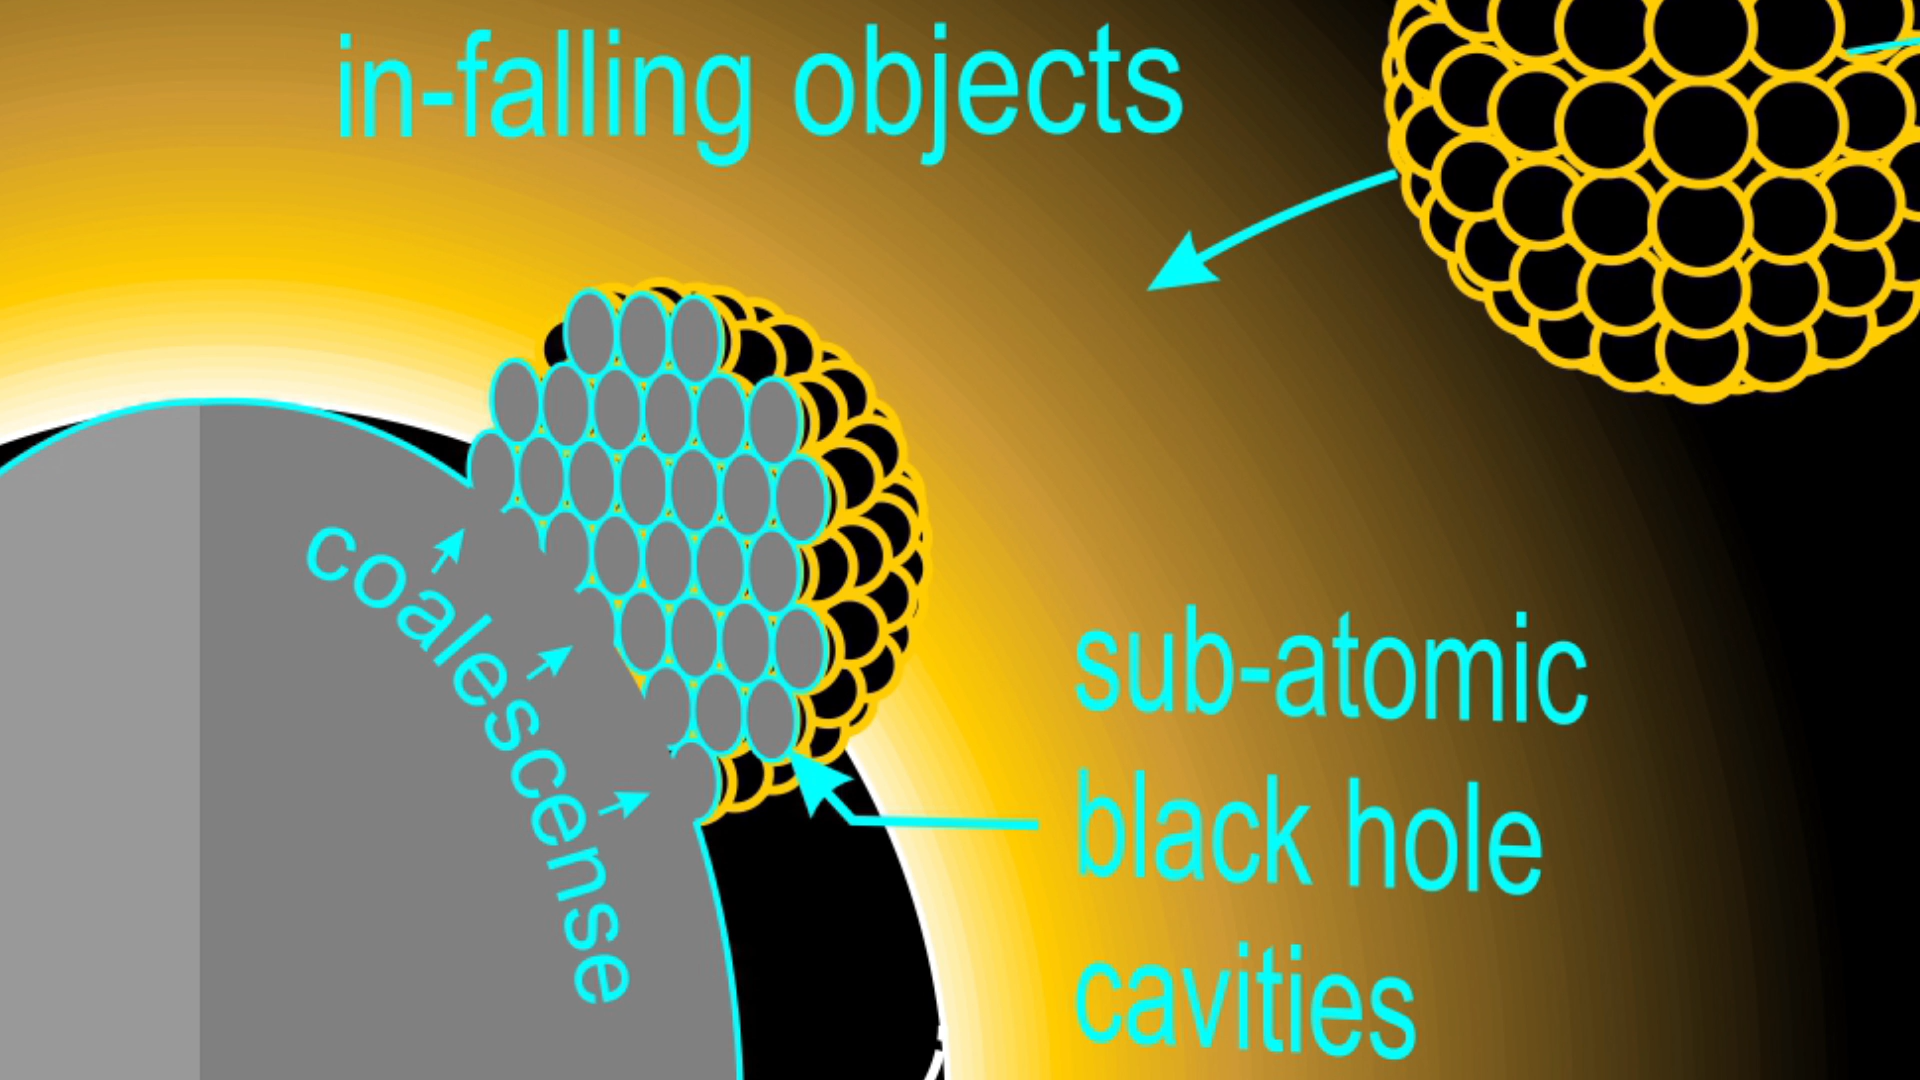 in-falling objects
coalescense
sub-atomic
black hole
cavities